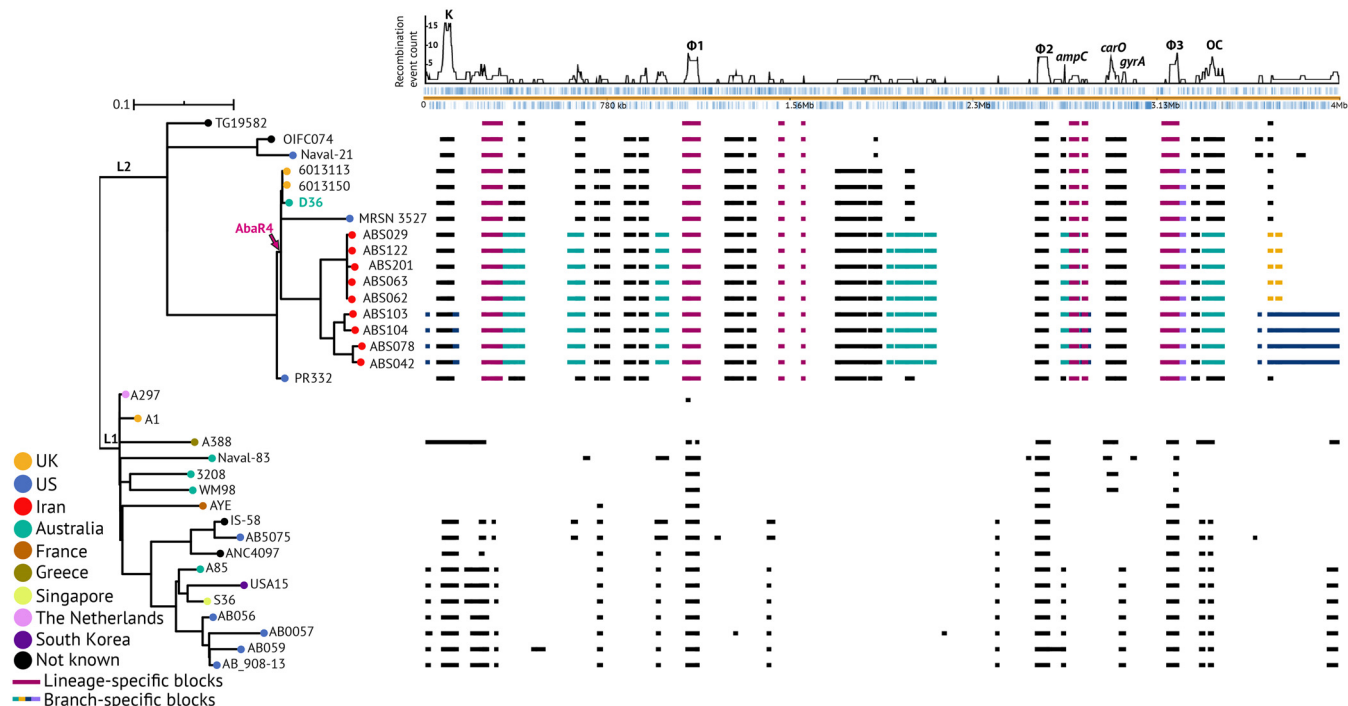 K
15
10
5
Recombination
event count
Φ1
Φ2
ampC
carO
gyrA
Φ3
OC
0
780 kb
1.56Mb
2.3Mb
3.13Mb
4Mb
0.1
TG19582
OIFC074
Naval-21
L2
6013113
6013150
D36
MRSN 3527
AbaR4
ABS029
ABS122
ABS201
ABS063
ABS062
ABS103
ABS104
ABS078
ABS042
PR332
A297
A1
L1
A388
Naval-83
3208
WM98
AYE
IS-58
AB5075
ANC4097
A85
USA15
S36
AB056
AB0057
AB059
AB_908-13
UK
US
Iran
Australia
France
Greece
Singapore
The Netherlands
South Korea
Not known
Lineage-specific blocks
Branch-specific blocks